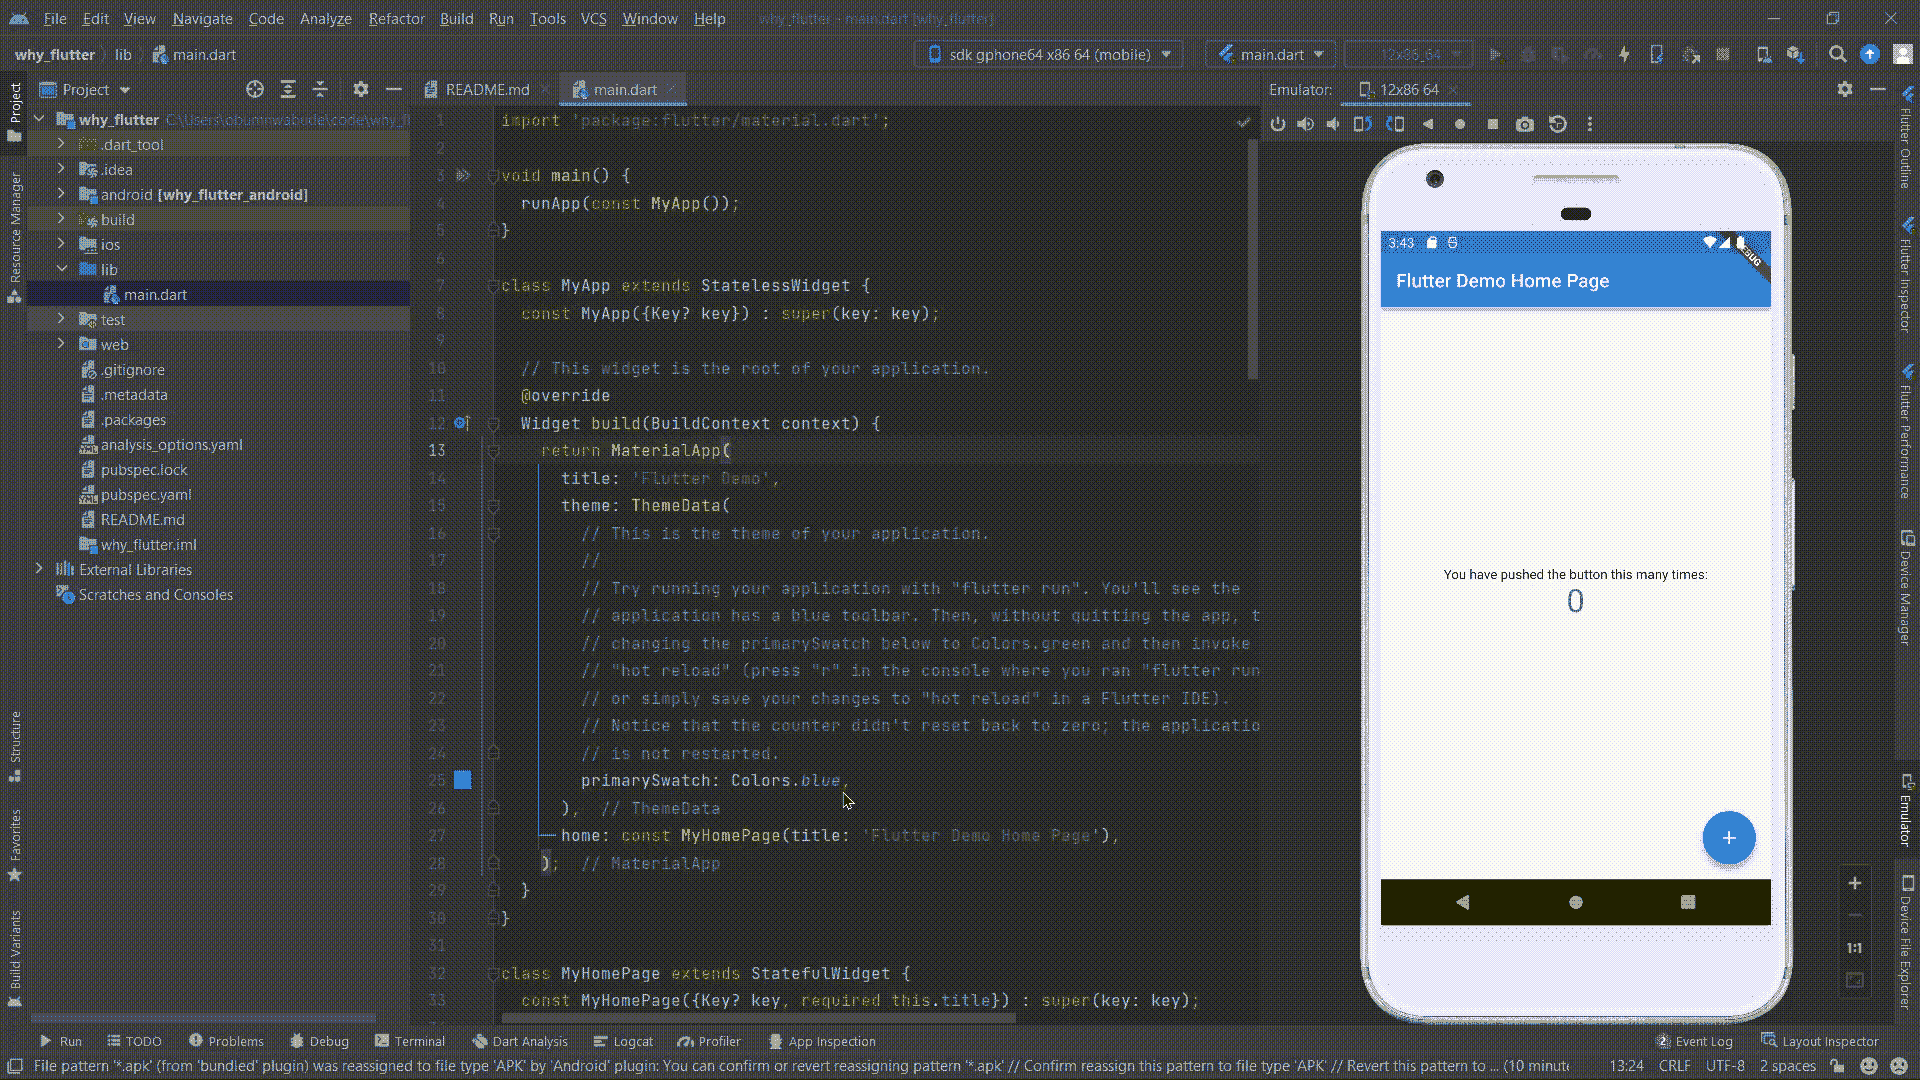 File Edit View Navigate Code Analyze Refactor Build Run Tools VCS Window Help why_flutter - main.dart [why_flutter]
why_flutter lib main.dart sdk gphone64 x86 64 (mobile) main.dart 12x86_64
Project README.md main.dart Emulator: 12x86 64
why_flutter C:\Users\obumnwabude\code\why_fl
.dart_tool
.idea
android [why_flutter_android]
build
ios
lib
main.dart
test
web
.gitignore
.metadata
.packages
analysis_options.yaml
pubspec.lock
pubspec.yaml
README.md
why_flutter.iml
External Libraries
Scratches and Consoles
Project
Resource Manager
Structure
Favorites
Build Variants
1 import 'package:flutter/material.dart';
2
3 void main() {
4 runApp(const MyApp());
5 }
6
7 class MyApp extends StatelessWidget {
8 const MyApp({Key? key}) : super(key: key);
9
10 // This widget is the root of your application.
11 @override
12 Widget build(BuildContext context) {
13 return MaterialApp(
14 title: 'Flutter Demo',
15 theme: ThemeData(
16 // This is the theme of your application.
17 //
18 // Try running your application with "flutter run". You'll see the
19 // application has a blue toolbar. Then, without quitting the app, t
20 // changing the primarySwatch below to Colors.green and then invoke
21 // "hot reload" (press "r" in the console where you ran "flutter run
22 // or simply save your changes to "hot reload" in a Flutter IDE).
23 // Notice that the counter didn't reset back to zero; the applicatio
24 // is not restarted.
25 primarySwatch: Colors.blue,
26 ), // ThemeData
27 home: const MyHomePage(title: 'Flutter Demo Home Page'),
28 ); // MaterialApp
29 }
30 }
31
32 class MyHomePage extends StatefulWidget {
33 const MyHomePage({Key? key, required this.title}) : super(key: key);
3:43
Flutter Demo Home Page
You have pushed the button this many times:
0
+
1:1
Flutter Outline
Flutter Inspector
Flutter Performance
Device Manager
Emulator
Device File Explorer
Run TODO Problems Debug Terminal Dart Analysis Logcat Profiler App Inspection 2 Event Log Layout Inspector
File pattern '*.apk' (from 'bundled' plugin) was reassigned to file type 'APK' by 'Android' plugin: You can confirm or revert reassigning pattern '*.apk' // Confirm reassign this pattern to file type 'APK' // Revert this pattern to ... (10 minute 13:24 CRLF UTF-8 2 spaces